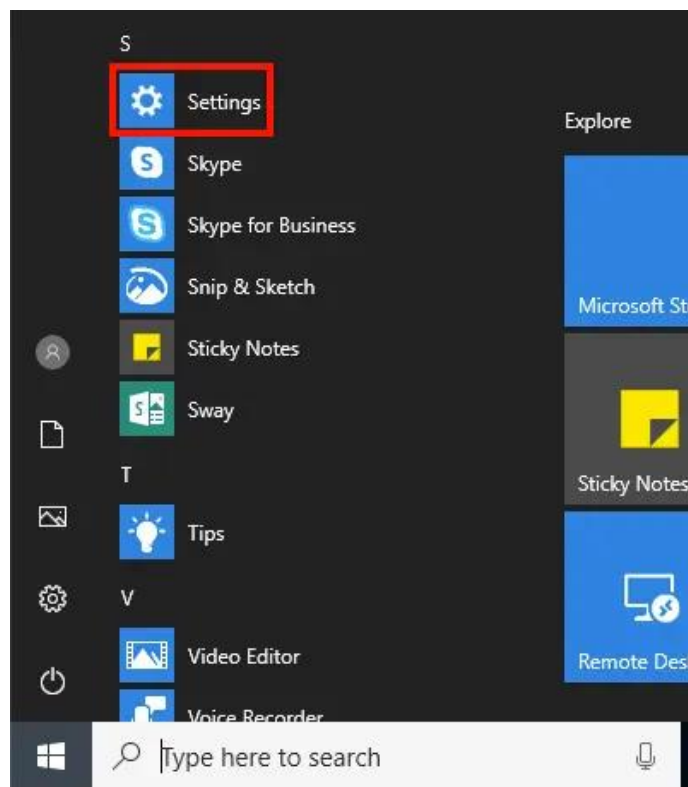 S
Settings
Skype
Skype for Business
Snip & Sketch
Sticky Notes
Sway
T
Tips
V
Video Editor
Voice Recorder
Explore
Microsoft St
Sticky Notes
Remote Des
Type here to search